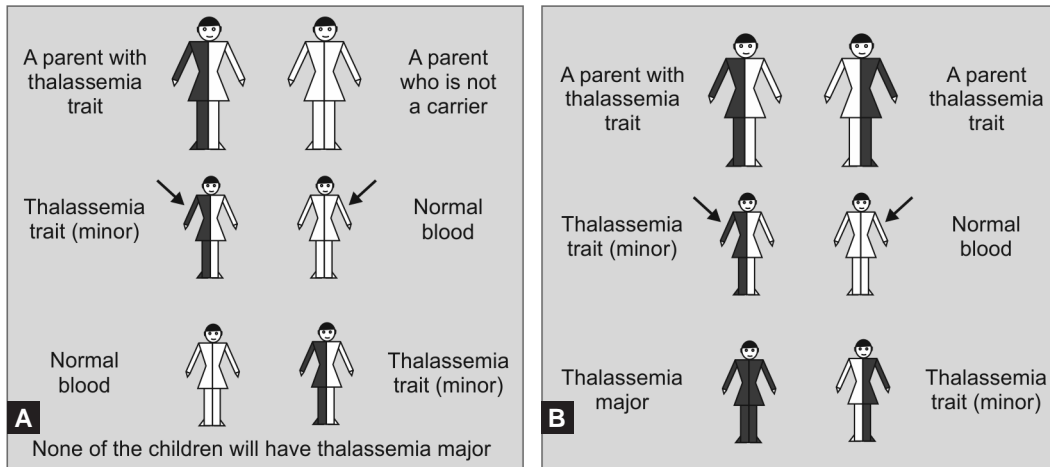 A parent with
thalassemia
trait
A parent
who is not
a carrier
Thalassemia
trait (minor)
Normal
blood
Normal
blood
Thalassemia
trait (minor)
A
None of the children will have thalassemia major
A parent with
thalassemia
trait
A parent
thalassemia
trait
Thalassemia
trait (minor)
Normal
blood
Thalassemia
major
Thalassemia
trait (minor)
B